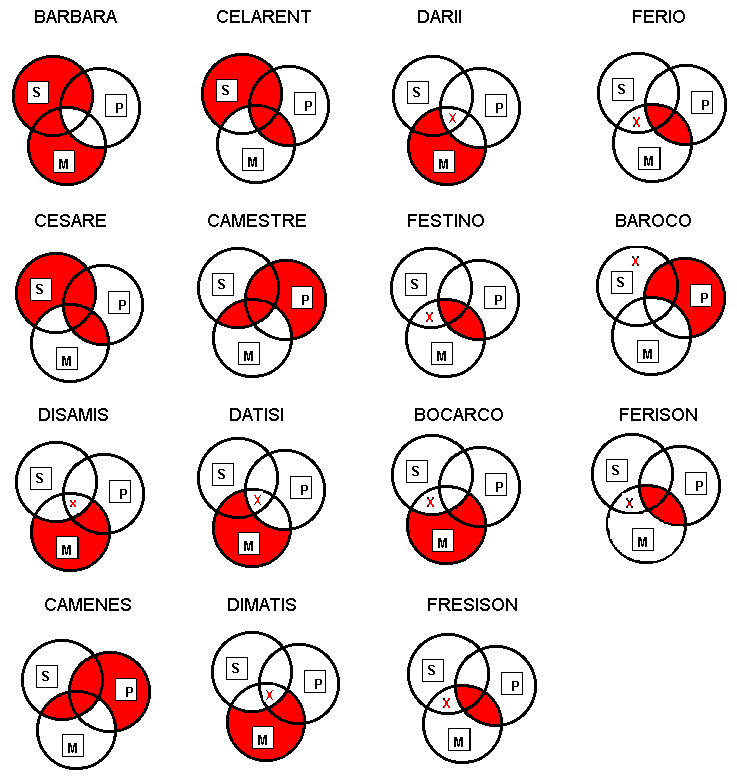 BARBARA CELARENT DARII FERIO
S P M S P M S P X M S P X M
CESARE CAMESTRE FESTINO BAROCO
S P M S P M S P X M X S P M
DISAMIS DATISI BOCARCO FERISON
S P X M S P X M S P X M S P X M
CAMENES DIMATIS FRESISON
S P M S P X M S P X M